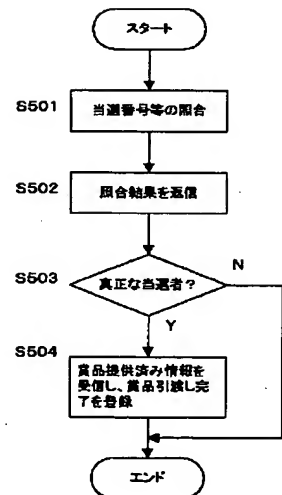 スタート
S501
当選番号等の照合
S502
照合結果を返信
S503
真正な当選者?
N
Y
S504
賞品提供済み情報を
受信し、賞品引渡し完
了を登録
エンド